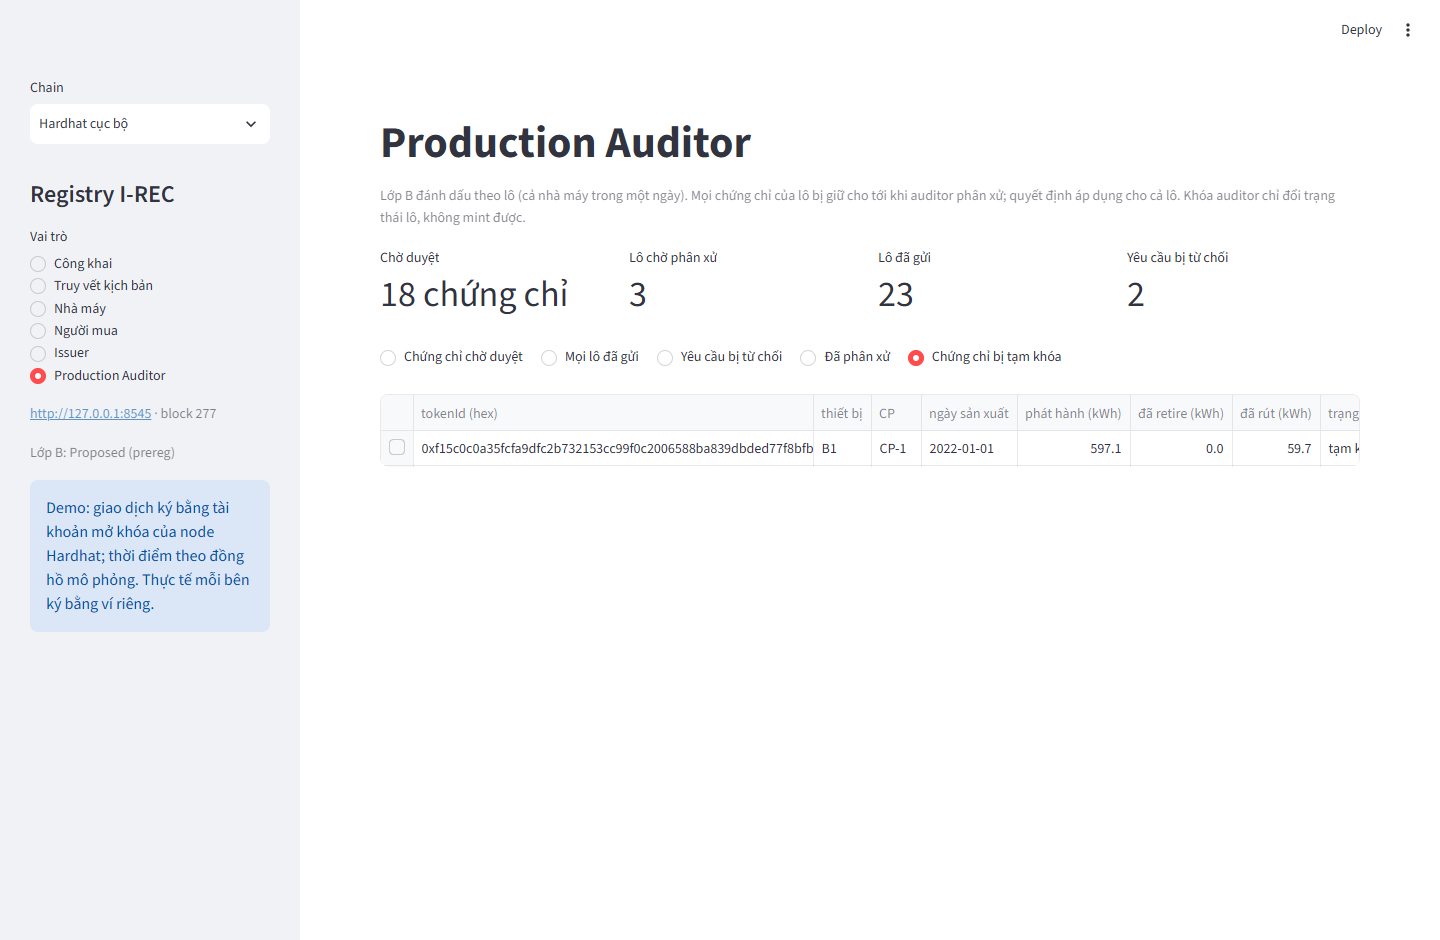 Deploy
Chain
Hardhat cục bộ
Registry I-REC
Vai trò
Công khai
Truy vết kịch bản
Nhà máy
Người mua
Issuer
Production Auditor
http://127.0.0.1:8545 · block 277
Lớp B: Proposed (prereg)
Demo: giao dịch ký bằng tài
khoản mở khóa của node
Hardhat; thời điểm theo đồng
hồ mô phỏng. Thực tế mỗi bên
ký bằng ví riêng.
Production Auditor
Lớp B đánh dấu theo lô (cả nhà máy trong một ngày). Mọi chứng chỉ của lô bị giữ cho tới khi auditor phân xử; quyết định áp dụng cho cả lô. Khóa auditor chỉ đổi trạng
thái lô, không mint được.
Chờ duyệt Lô chờ phân xử Lô đã gửi Yêu cầu bị từ chối
18 chứng chỉ 3 23 2
Chứng chỉ chờ duyệt Mọi lô đã gửi Yêu cầu bị từ chối Đã phân xử Chứng chỉ bị tạm khóa
tokenId (hex) thiết bị CP ngày sản xuất phát hành (kWh) đã retire (kWh) đã rút (kWh) trạng
0xf15c0c0a35fcfa9dfc2b732153cc99f0c2006588ba839dbded77f8bfb B1 CP-1 2022-01-01 597.1 0.0 59.7 tạm